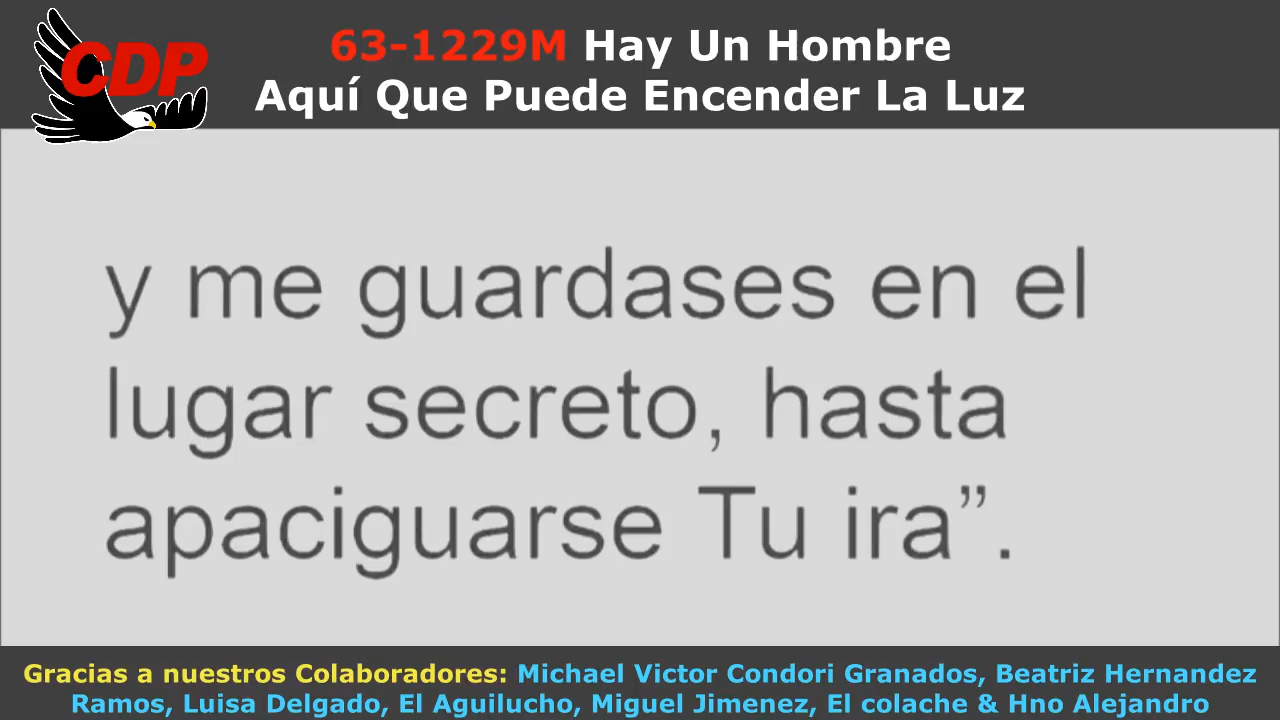 CDP
63-1229M Hay Un Hombre
Aquí Que Puede Encender La Luz
y me guardases en el
lugar secreto, hasta
apaciguarse Tu ira”.
Gracias a nuestros Colaboradores: Michael Victor Condori Granados, Beatriz Hernandez
Ramos, Luisa Delgado, El Aguilucho, Miguel Jimenez, El colache & Hno Alejandro